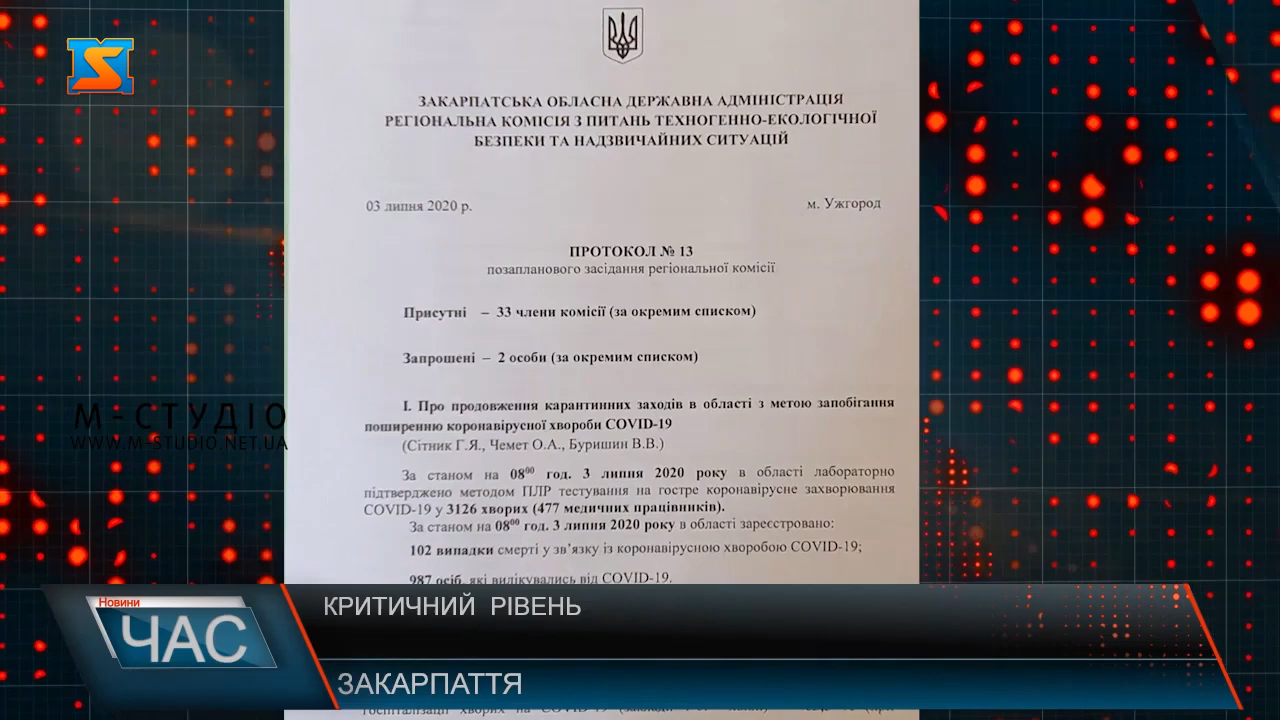 ЗАКАРПАТСЬКА ОБЛАСНА ДЕРЖАВНА АДМІНІСТРАЦІЯ
РЕГІОНАЛЬНА КОМІСІЯ З ПИТАНЬ ТЕХНОГЕННО-ЕКОЛОГІЧНОЇ
БЕЗПЕКИ ТА НАДЗВИЧАЙНИХ СИТУАЦІЙ
03 липня 2020 р. м. Ужгород
ПРОТОКОЛ № 13
позапланового засідання регіональної комісії
Присутні – 33 члени комісії (за окремим списком)
Запрошені – 2 особи (за окремим списком)
І. Про продовження карантинних заходів в області з метою запобігання
поширенню коронавірусної хвороби COVID-19
(Сітник Г.Я., Чемет О.А., Буришин В.В.)
За станом на 08⁰⁰ год. 3 липня 2020 року в області лабораторно
підтверджено методом ПЛР тестування на гостре коронавірусне захворювання
COVID-19 у 3126 хворих (477 медичних працівників).
За станом на 08⁰⁰ год. 3 липня 2020 року в області зареєстровано:
102 випадки смерті у зв’язку із коронавірусною хворобою COVID-19;
987 осіб, які вилікувались від COVID-19.
М-СТУДІО
WWW.M-STUDIO.NET.UA
Новини
ЧАС
КРИТИЧНИЙ РІВЕНЬ
ЗАКАРПАТТЯ